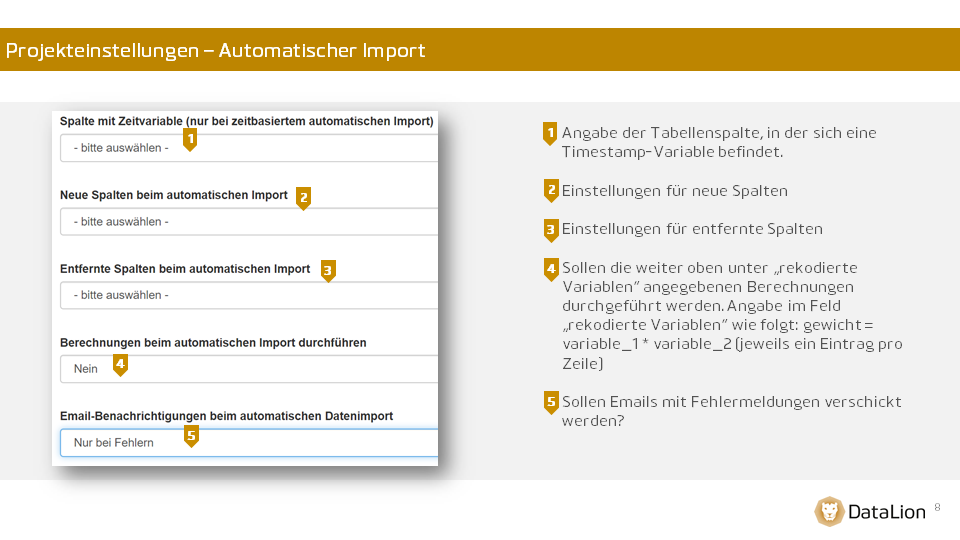 Projekteinstellungen – Automatischer Import
Spalte mit Zeitvariable (nur bei zeitbasiertem automatischen Import)
1
- bitte auswählen -
Neue Spalten beim automatischen Import
2
- bitte auswählen -
Entfernte Spalten beim automatischen Import
3
- bitte auswählen -
Berechnungen beim automatischen Import durchführen
Nein
4
Email-Benachrichtigungen beim automatischen Datenimport
Nur bei Fehlern
5
1 Angabe der Tabellenspalte, in der sich eine
Timestamp-Variable befindet.
2 Einstellungen für neue Spalten
3 Einstellungen für entfernte Spalten
4 Sollen die weiter oben unter „rekodierte
Variablen“ angegebenen Berechnungen
durchgeführt werden. Angabe im Feld
„rekodierte Variablen“ wie folgt: gewicht =
variable_1 * variable_2 (jeweils ein Eintrag pro
Zeile)
5 Sollen Emails mit Fehlermeldungen verschickt
werden?
DataLion
8